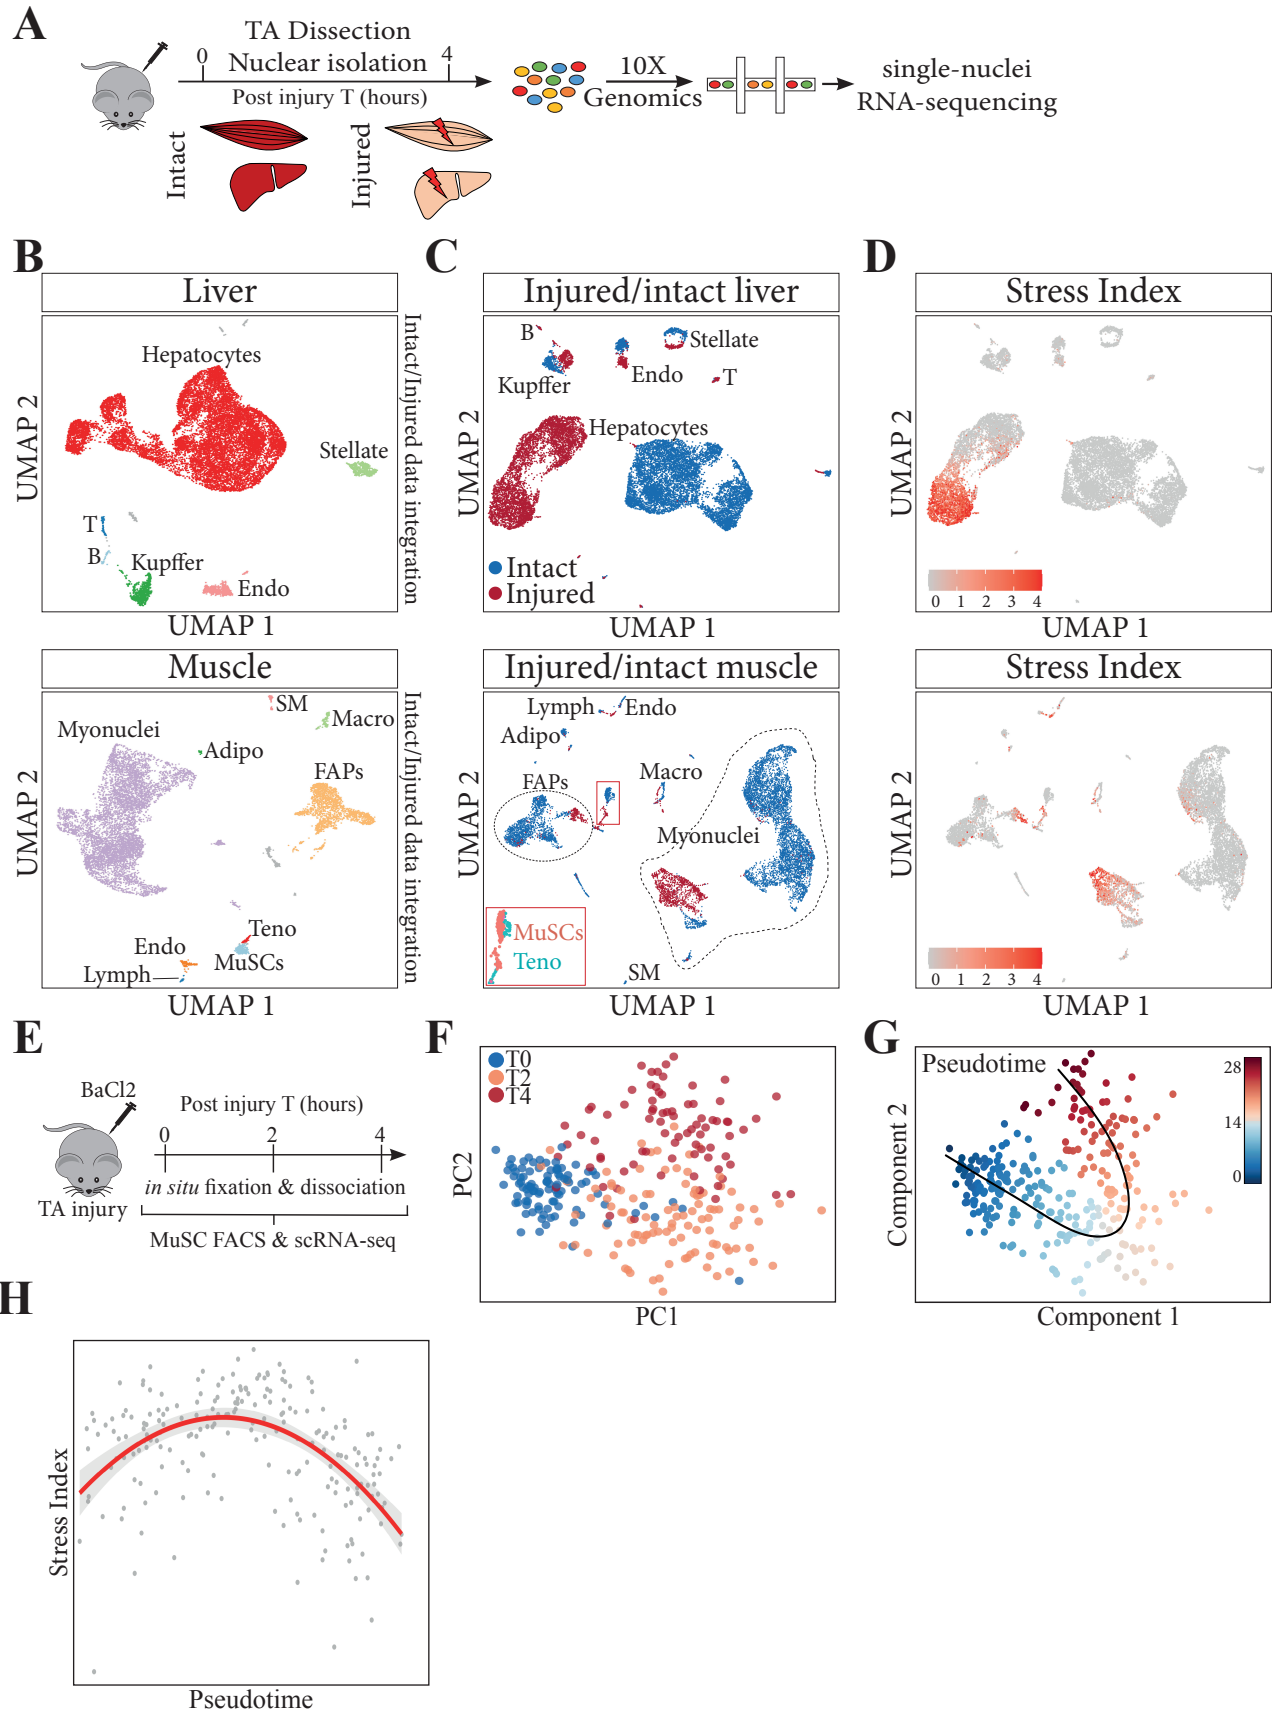 A
TA Dissection
0 Nuclear isolation 4
Post injury T (hours)
Intact
Injured
10X
Genomics
single-nuclei
RNA-sequencing
B
Liver
Hepatocytes
Stellate
T
B
Kupffer
Endo
UMAP 2
UMAP 1
Intact/Injured data integration
C
Injured/intact liver
B
Stellate
Kupffer
Endo
T
Hepatocytes
Intact
Injured
UMAP 2
UMAP 1
D
Stress Index
0 1 2 3 4
UMAP 2
UMAP 1
Muscle
SM
Macro
Myonuclei
Adipo
FAPs
Teno
Endo
MuSCs
Lymph
UMAP 2
UMAP 1
Intact/Injured data integration
Injured/intact muscle
Lymph
Endo
Adipo
FAPs
Macro
Myonuclei
MuSCs
Teno
SM
UMAP 2
UMAP 1
Stress Index
0 1 2 3 4
UMAP 2
UMAP 1
E
BaCl2
Post injury T (hours)
0 2 4
in situ fixation & dissociation
TA injury
MuSC FACS & scRNA-seq
F
T0
T2
T4
PC2
PC1
G
Pseudotime
28
14
0
Component 2
Component 1
H
Stress Index
Pseudotime